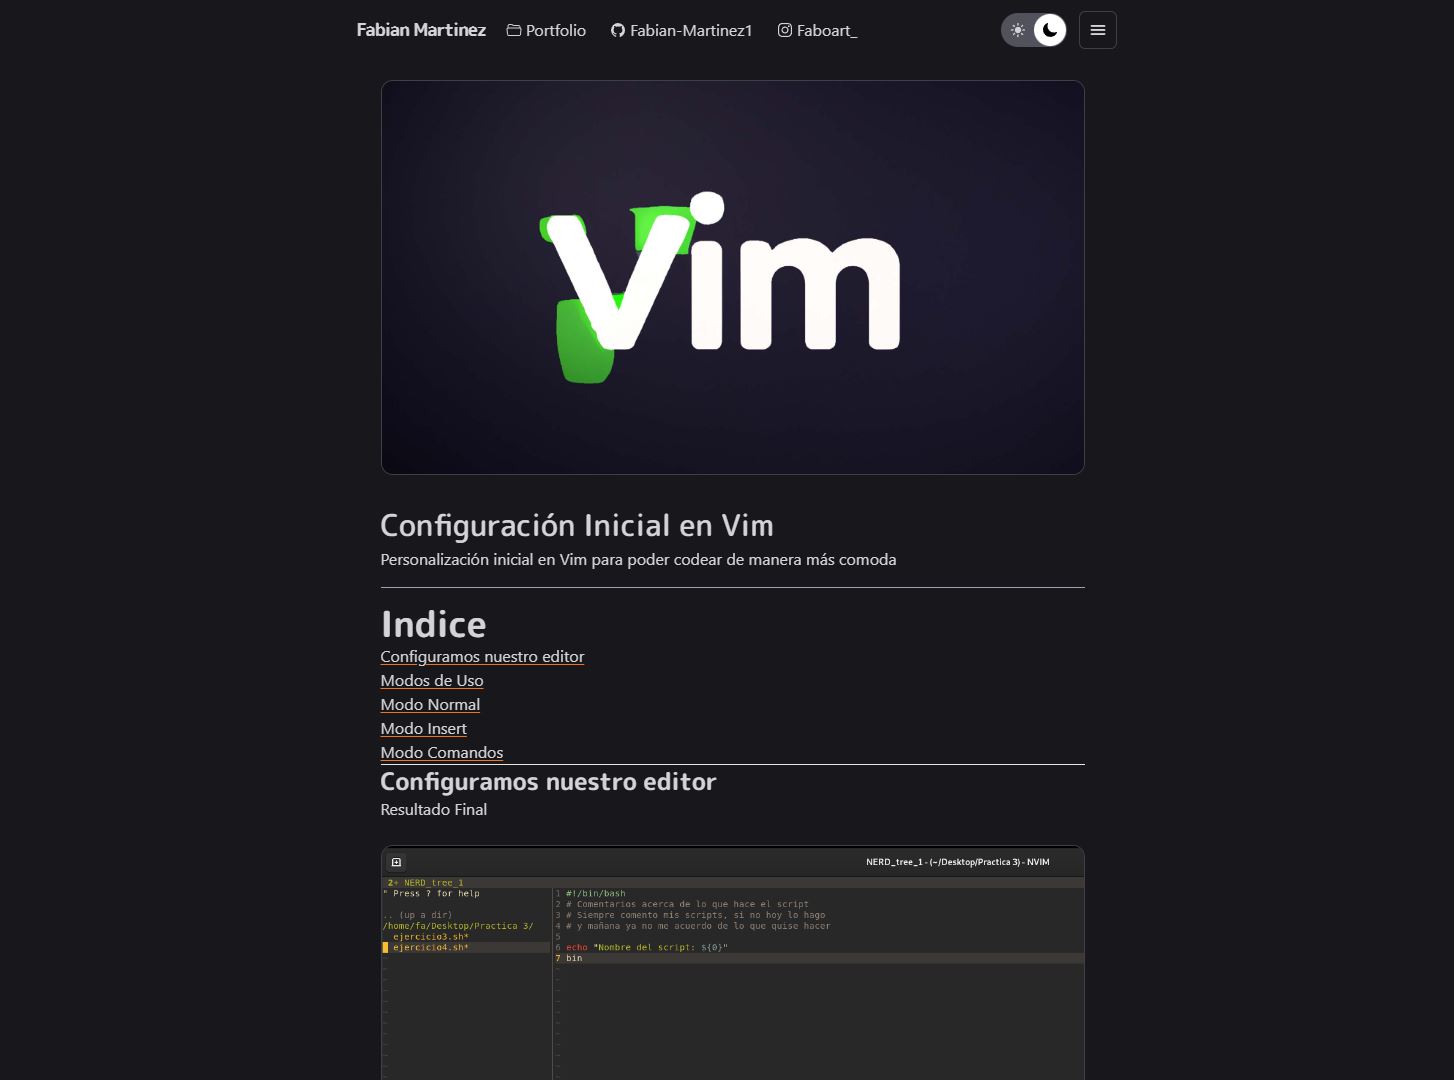 Fabian Martinez Portfolio Fabian-Martinez1 Faboart_
Vim
Configuración Inicial en Vim
Personalización inicial en Vim para poder codear de manera más comoda
Indice
Configuramos nuestro editor
Modos de Uso
Modo Normal
Modo Insert
Modo Comandos
Configuramos nuestro editor
Resultado Final
NERD_tree_1 - (~/Desktop/Practica 3) - NVIM
2+ NERD_tree_1
" Press ? for help
.. (up a dir)
/home/fa/Desktop/Practica 3/
ejercicio3.sh*
ejercicio4.sh*
1 #!/bin/bash
2 # Comentarios acerca de lo que hace el script
3 # Siempre comento mis scripts, si no hoy lo hago
4 # y mañana ya no me acuerdo de lo que quise hacer
5
6 echo "Nombre del script: ${0}"
7 bin